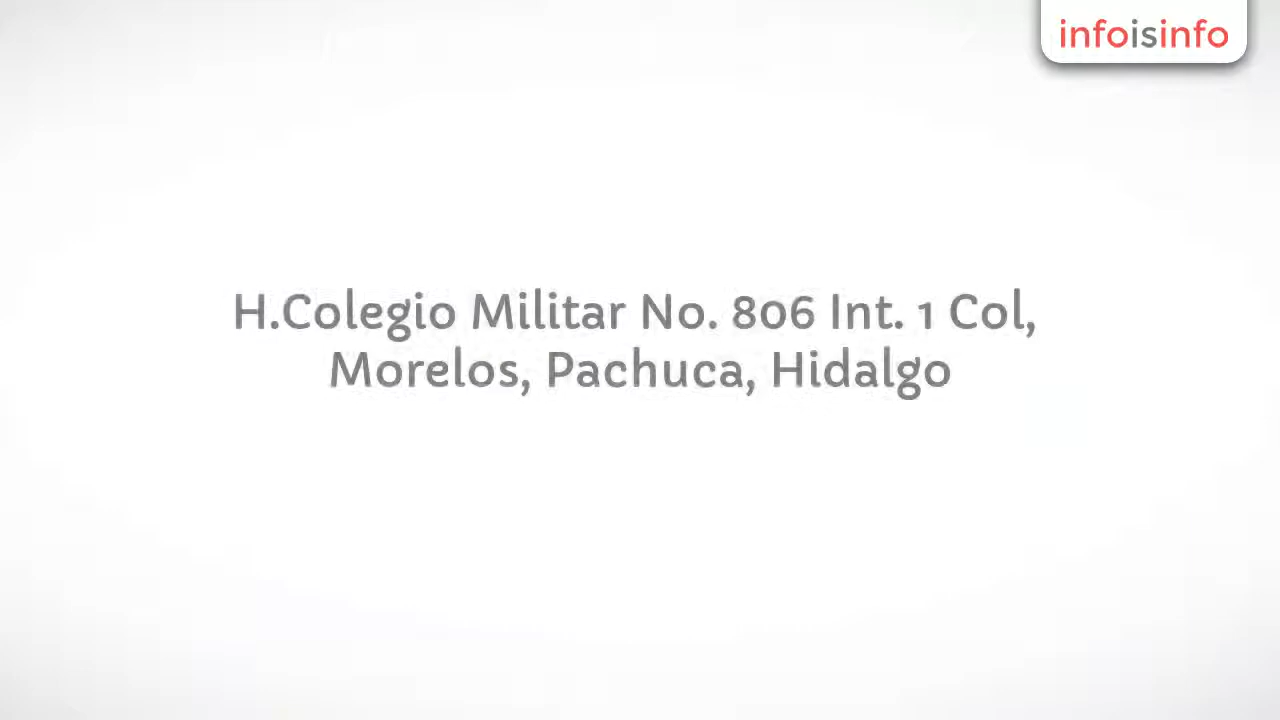 infoisinfo
H.Colegio Militar No. 806 Int. 1 Col,
Morelos, Pachuca, Hidalgo